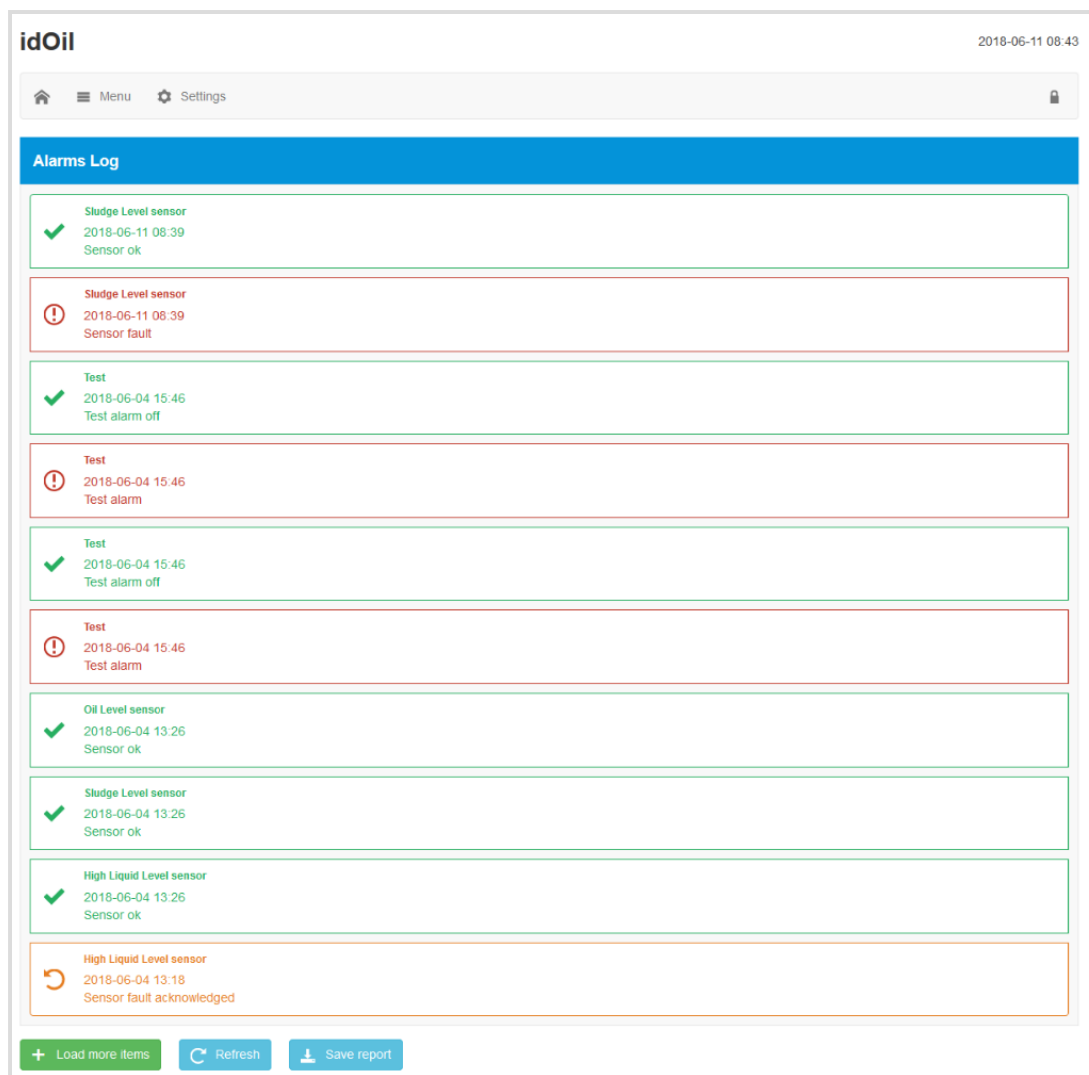 idOil
2018-06-11 08:43
Menu Settings
Alarms Log
Sludge Level sensor
2018-06-11 08:39
Sensor ok
Sludge Level sensor
2018-06-11 08:39
Sensor fault
Test
2018-06-04 15:46
Test alarm off
Test
2018-06-04 15:46
Test alarm
Test
2018-06-04 15:46
Test alarm off
Test
2018-06-04 15:46
Test alarm
Oil Level sensor
2018-06-04 13:26
Sensor ok
Sludge Level sensor
2018-06-04 13:26
Sensor ok
High Liquid Level sensor
2018-06-04 13:26
Sensor ok
High Liquid Level sensor
2018-06-04 13:18
Sensor fault acknowledged
Load more items Refresh Save report